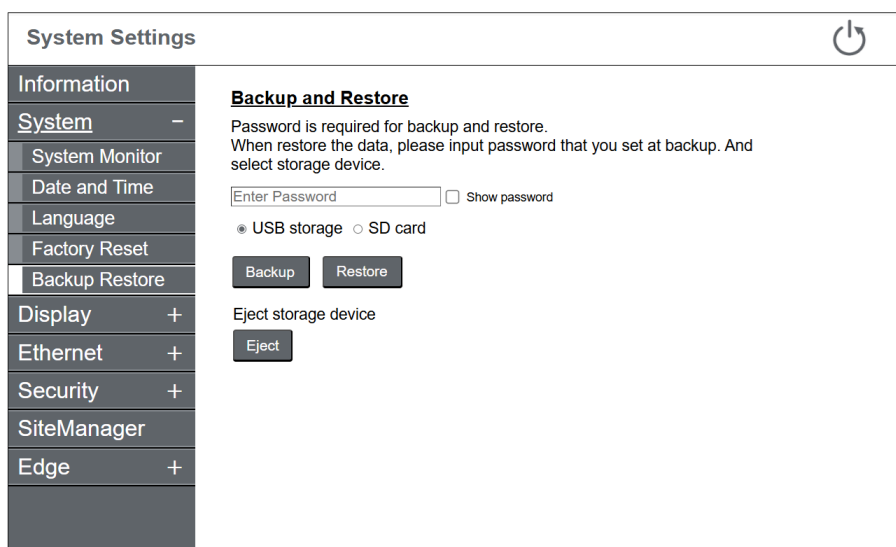 System Settings
Information
System −
System Monitor
Date and Time
Language
Factory Reset
Backup Restore
Display +
Ethernet +
Security +
SiteManager
Edge +
Backup and Restore
Password is required for backup and restore.
When restore the data, please input password that you set at backup. And
select storage device.
Enter Password Show password
USB storage SD card
Backup Restore
Eject storage device
Eject